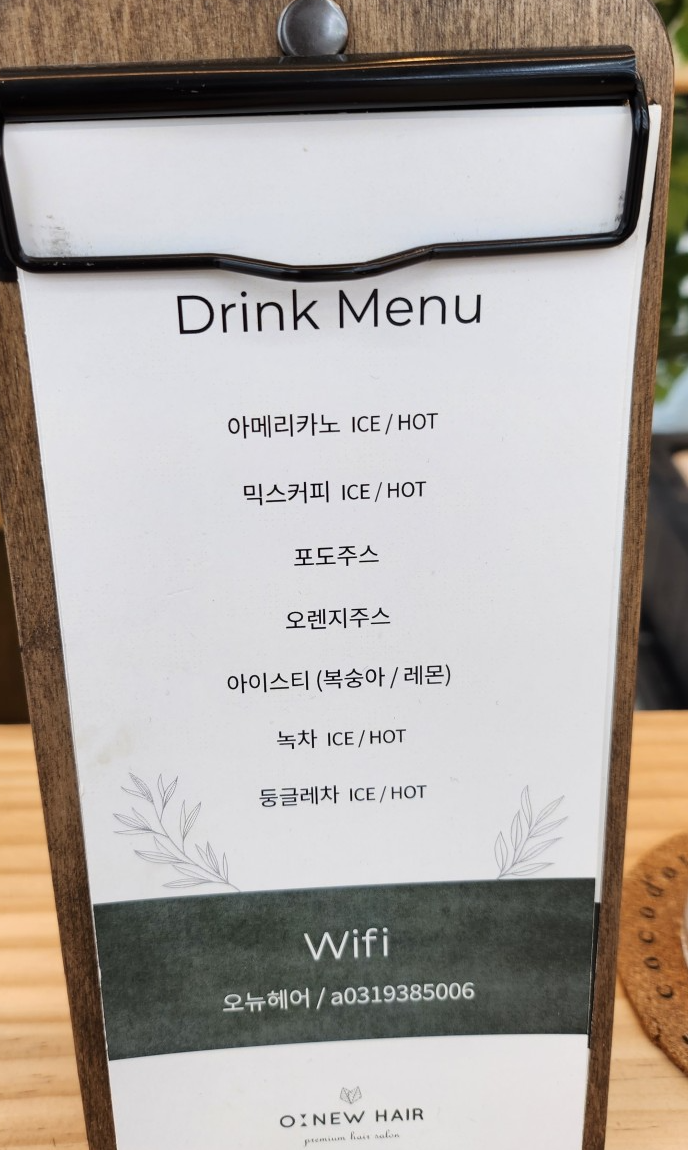 Drink Menu
아메리카노 ICE / HOT
믹스커피 ICE / HOT
포도주스
오렌지주스
아이스티 (복숭아 / 레몬)
녹차 ICE / HOT
둥글레차 ICE / HOT
Wifi
오뉴헤어 / a0319385006
O:NEW HAIR
premium hair salon
cocodo